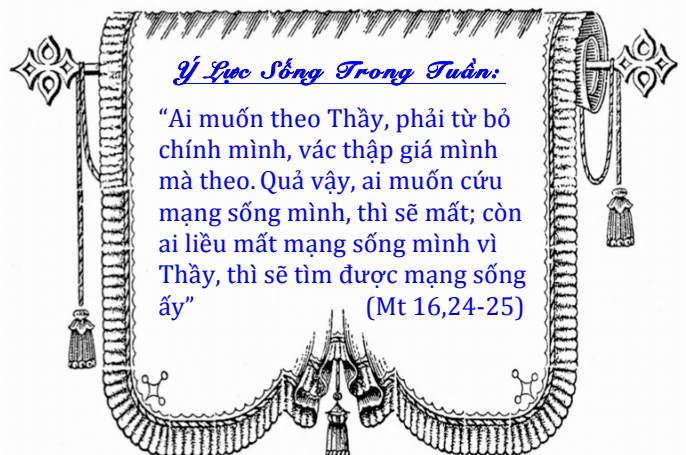 Ý Lực Sống Trong Tuần:
“Ai muốn theo Thầy, phải từ bỏ
chính mình, vác thập giá mình
mà theo. Quả vậy, ai muốn cứu
mạng sống mình, thì sẽ mất; còn
ai liều mất mạng sống mình vì
Thầy, thì sẽ tìm được mạng sống
ấy” (Mt 16,24-25)